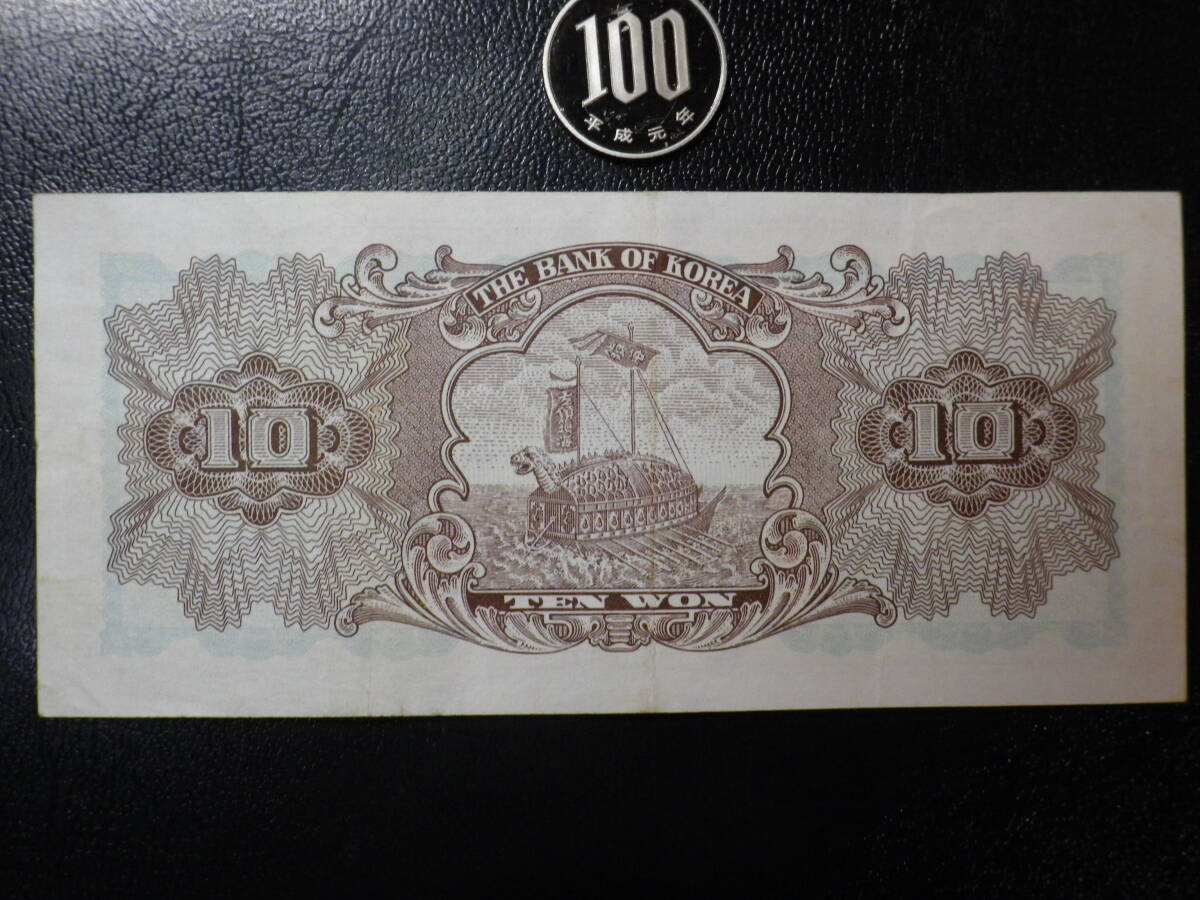 100
平成元年
THE BANK OF KOREA
10
10
TEN WON